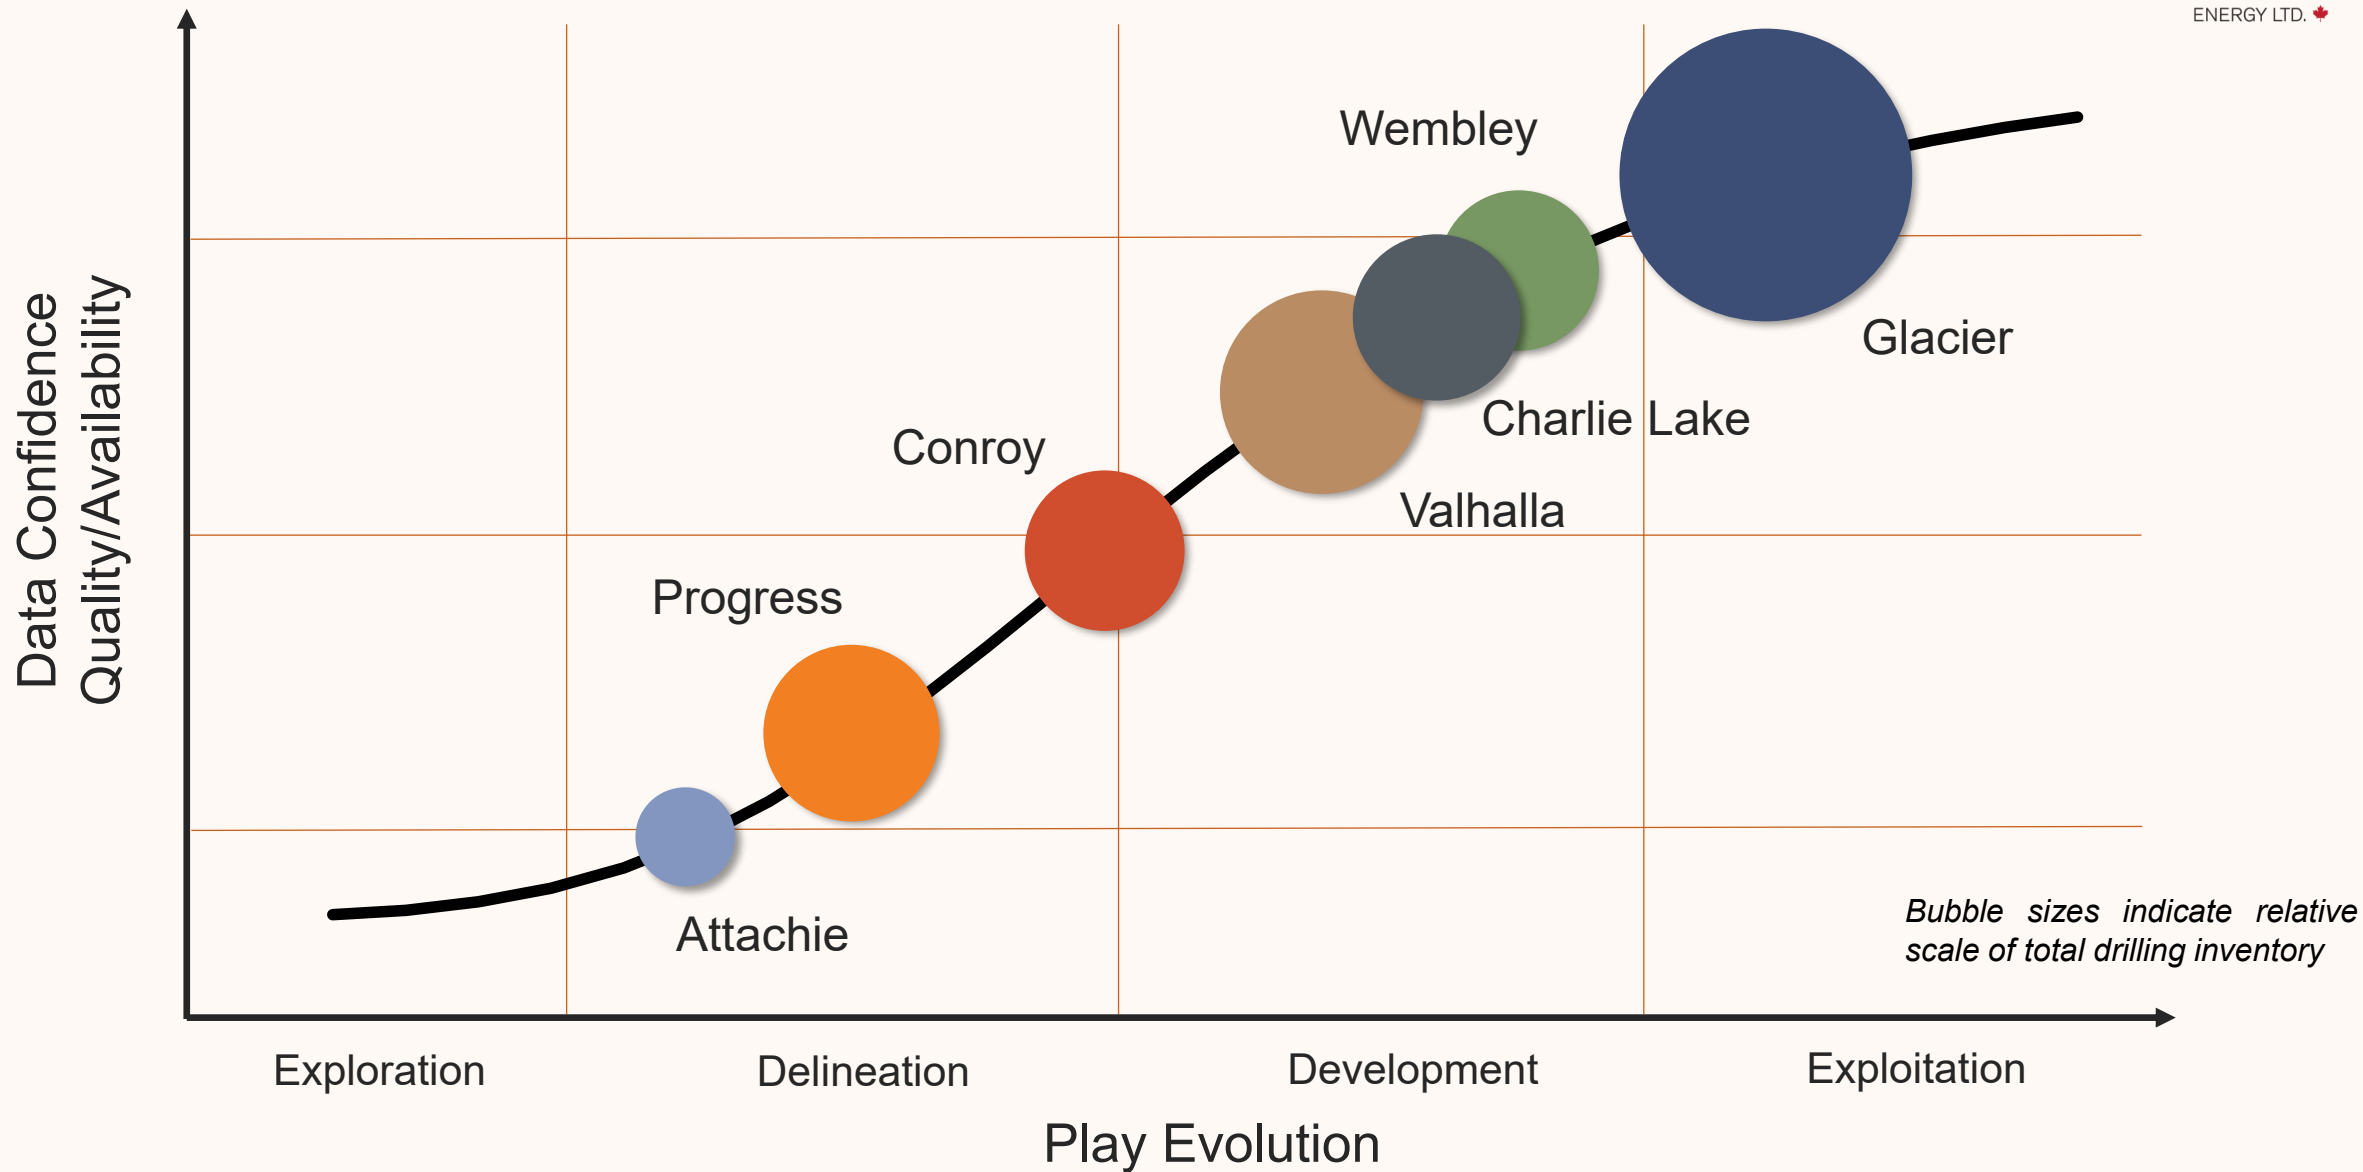 ENERGY LTD.
Wembley
Glacier
Charlie Lake
Conroy
Valhalla
Progress
Attachie
Data Confidence
Quality/Availability
Bubble sizes indicate relative
scale of total drilling inventory
Exploration
Delineation
Development
Exploitation
Play Evolution